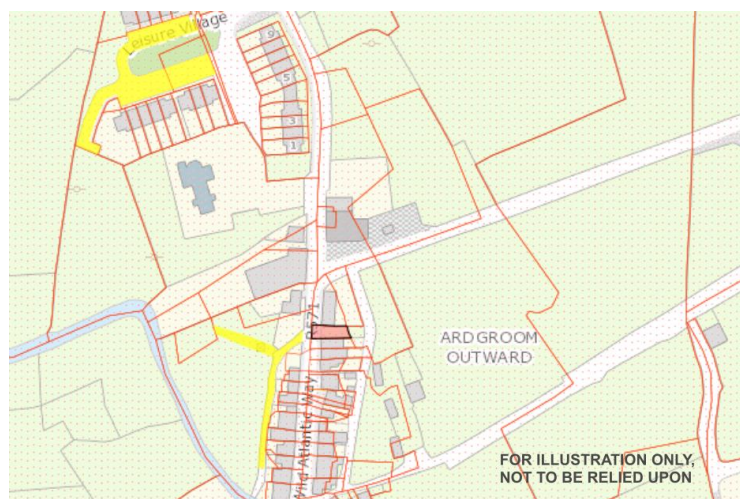 Leisure Village
9
5
3
1
R571
ARDGROOM
OUTWARD
Wild Atlantic Way
FOR ILLUSTRATION ONLY,
NOT TO BE RELIED UPON